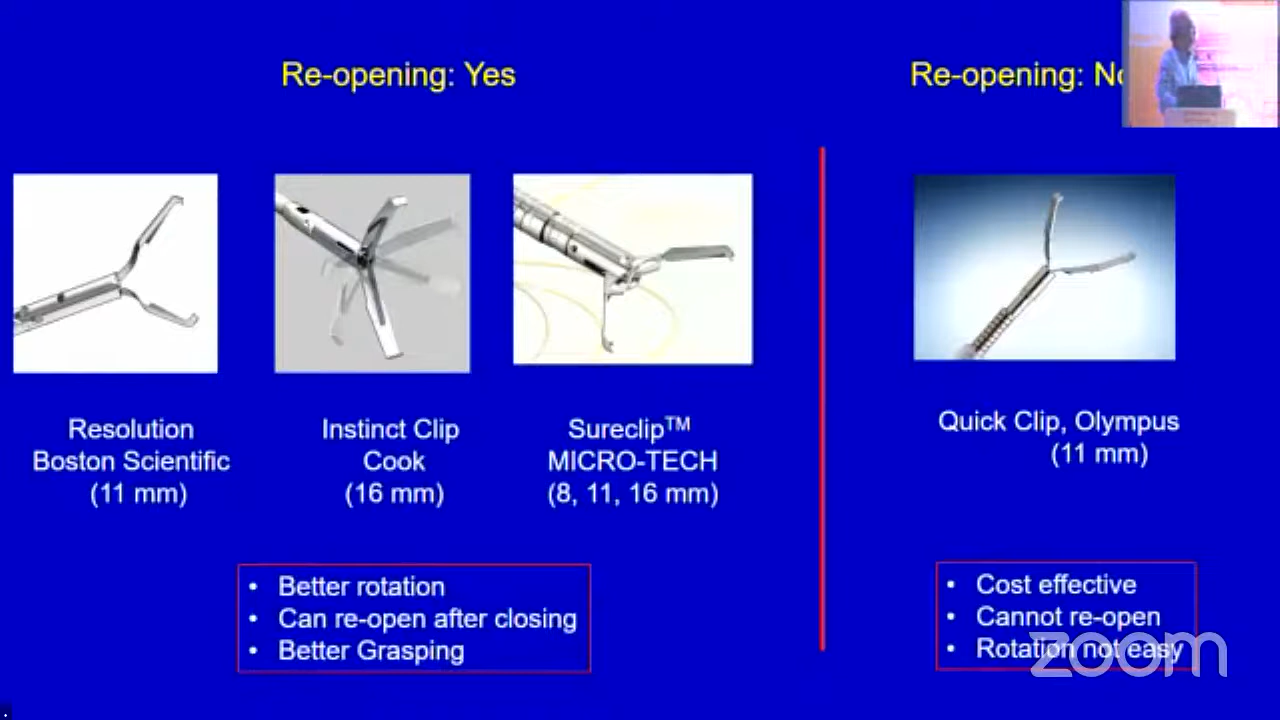 Re-opening: Yes
Re-opening: No
Resolution
Boston Scientific
(11 mm)
Instinct Clip
Cook
(16 mm)
Sureclip™
MICRO-TECH
(8, 11, 16 mm)
Quick Clip, Olympus
(11 mm)
• Better rotation
• Can re-open after closing
• Better Grasping
• Cost effective
• Cannot re-open
• Rotation not easy
zoom